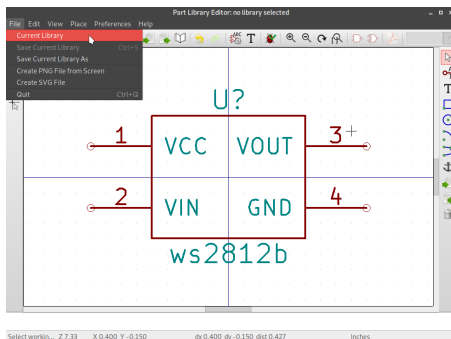 Part Library Editor: no library selected
File Edit View Place Preferences Help
Current Library
Save Current Library Ctrl+S
Save Current Library As
Create PNG File from Screen
Create SVG File
Quit Ctrl+Q
T
T
U?
1 VCC VOUT 3
2 VIN GND 4
ws2812b
Select workin... Z 7.33 X 0.400 Y -0.150 dx 0.400 dy -0.150 dist 0.427 Inches